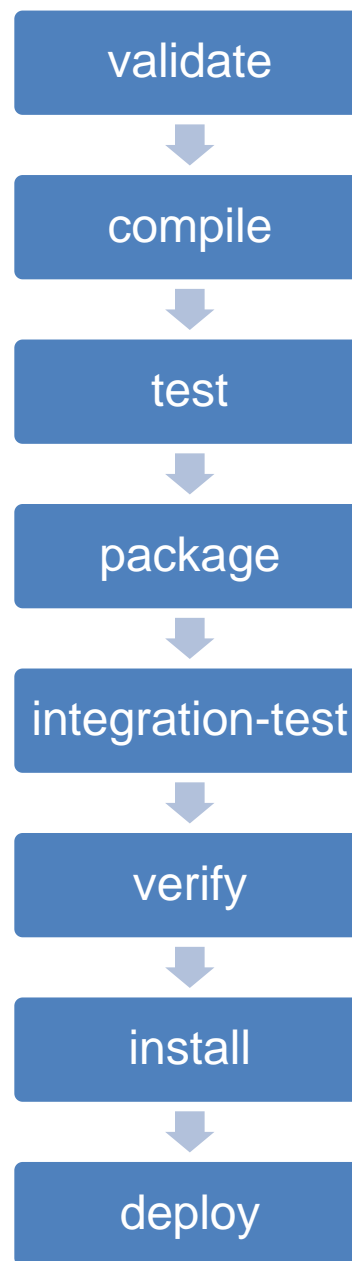 validate
compile
test
package
integration-test
verify
install
deploy